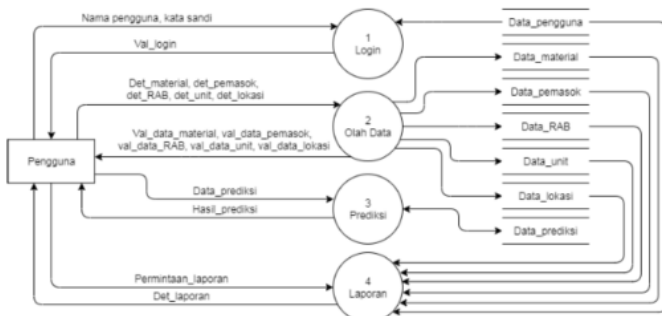 Nama pengguna, kata sandi
Val_login
1
Login
Det_material, det_pemasok,
det_RAB, det_unit, det_lokasi
2
Olah Data
Val_data_material, val_data_pemasok,
val_data_RAB, val_data_unit, val_data_lokasi
Pengguna
Data_prediksi
Hasil_prediksi
3
Prediksi
Permintaan_laporan
Det_laporan
4
Laporan
Data_pengguna
Data_material
Data_pemasok
Data_RAB
Data_unit
Data_lokasi
Data_prediksi